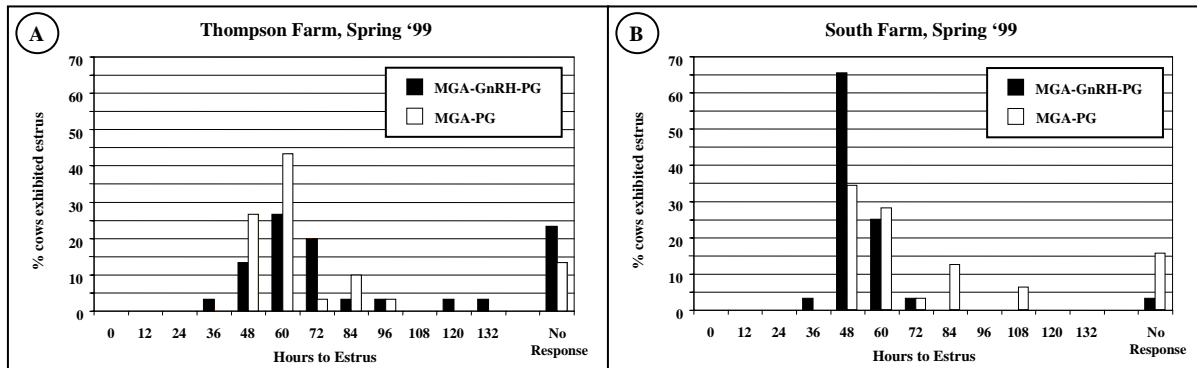 A
Thompson Farm, Spring ‘99
% cows exhibited estrus
70
60
50
40
30
20
10
0
MGA-GnRH-PG
MGA-PG
0 12 24 36 48 60 72 84 96 108 120 132 No
Response
Hours to Estrus
B
South Farm, Spring ‘99
% cows exhibited estrus
70
60
50
40
30
20
10
0
MGA-GnRH-PG
MGA-PG
0 12 24 36 48 60 72 84 96 108 120 132 No
Response
Hours to Estrus